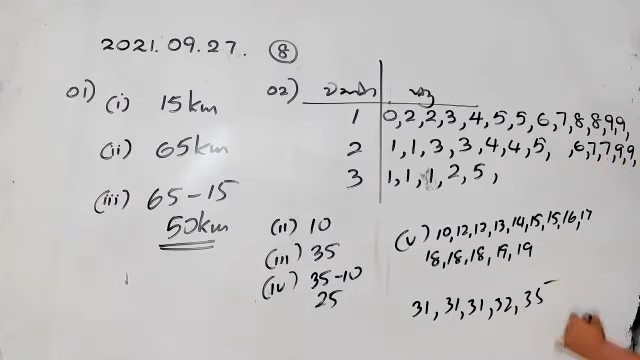 2021.09.27. 8
01) (i) 15km
(ii) 65km
(iii) 65-15
50km
02)
1 | 0,2,2,3,4,5,5,6,7,8,8,9,9,
2 | 1,1,3,3,4,4,5, ,6,7,7,9,9,
3 | 1,1,1,2,5,
(ii) 10
(iii) 35
(iv) 35-10
25
(v) 10,12,12,13,14,15,15,16,17
18,18,18,19,19
31,31,31,32,35